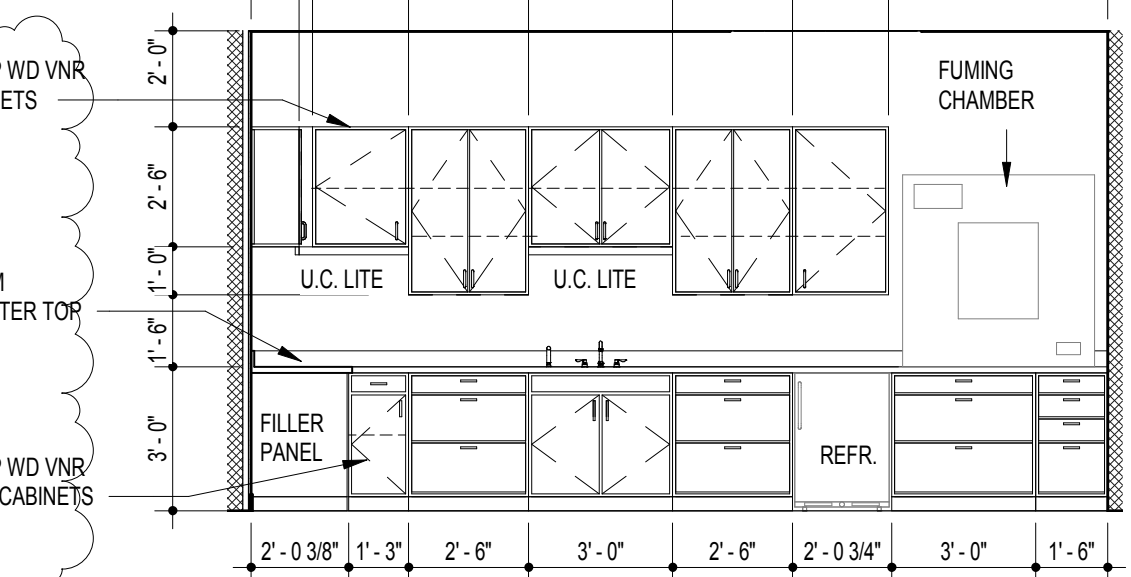 2' - 0"
P WD VNR
ETS
FUMING
CHAMBER
2' - 6"
1' - 0"
U.C. LITE
U.C. LITE
TER TOP
1' - 6"
3' - 0"
FILLER
PANEL
REFR.
P WD VNR
CABINETS
2' - 0 3/8" 1' - 3" 2' - 6" 3' - 0" 2' - 6" 2' - 0 3/4" 3' - 0" 1' - 6"